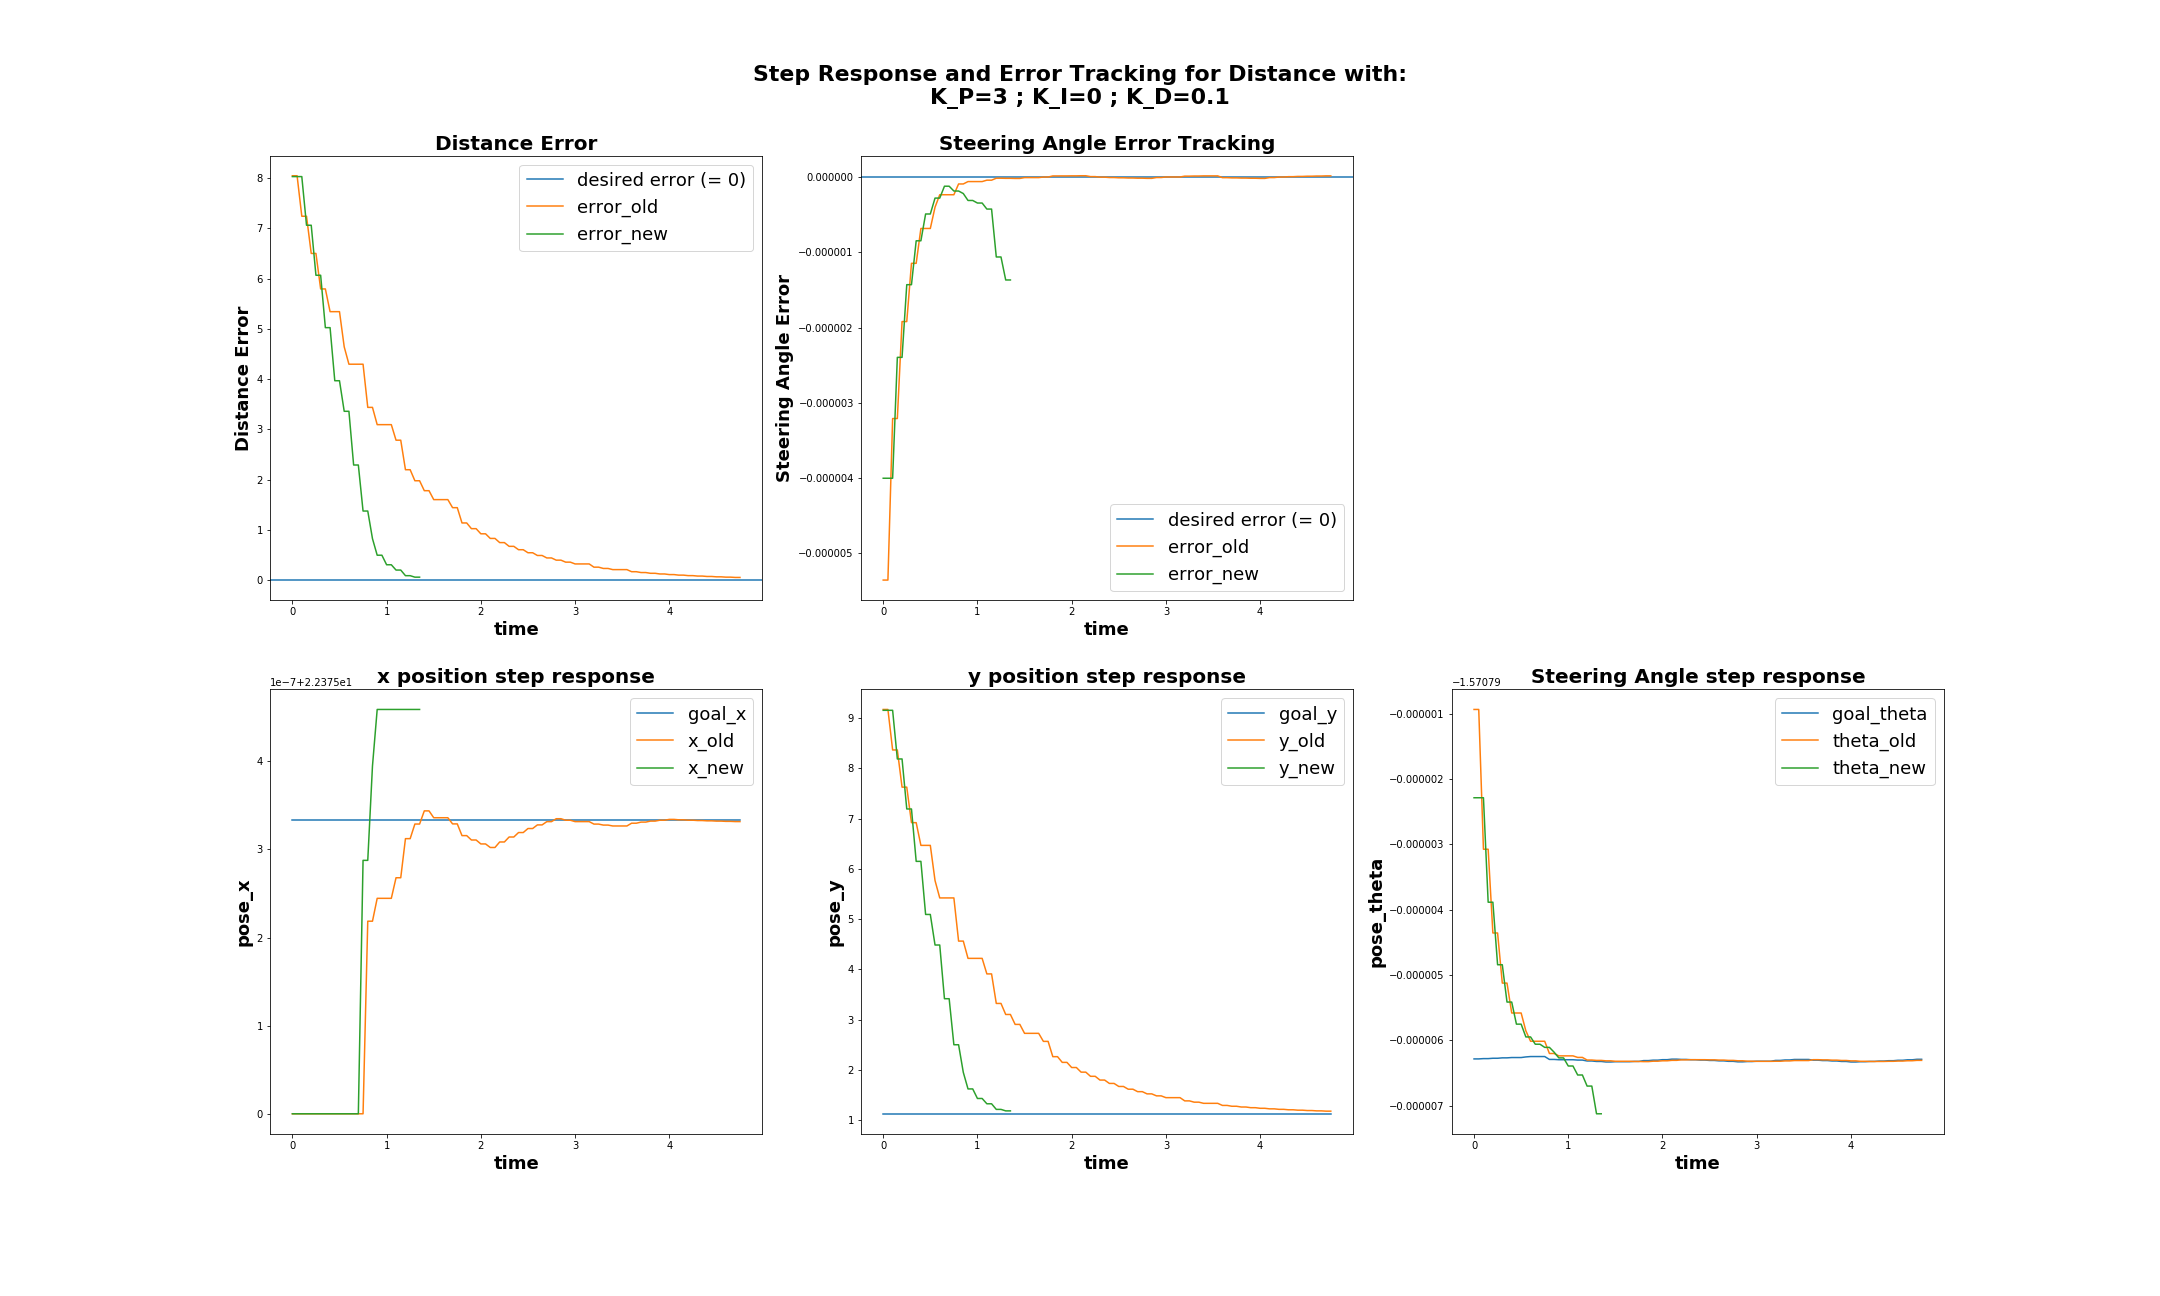 Step Response and Error Tracking for Distance with:
K_P=3 ; K_I=0 ; K_D=0.1
Distance Error
8
7
6
5
4
3
2
1
0
Distance Error
desired error (= 0)
error_old
error_new
0 1 2 3 4
time
Steering Angle Error Tracking
0.000000
−0.000001
−0.000002
−0.000003
−0.000004
−0.000005
Steering Angle Error
desired error (= 0)
error_old
error_new
0 1 2 3 4
time
x position step response
1e−7+2.2375e1
4
3
2
1
0
pose_x
goal_x
x_old
x_new
0 1 2 3 4
time
y position step response
9
8
7
6
5
4
3
2
1
pose_y
goal_y
y_old
y_new
0 1 2 3 4
time
Steering Angle step response
−1.57079
−0.000001
−0.000002
−0.000003
−0.000004
−0.000005
−0.000006
−0.000007
pose_theta
goal_theta
theta_old
theta_new
0 1 2 3 4
time